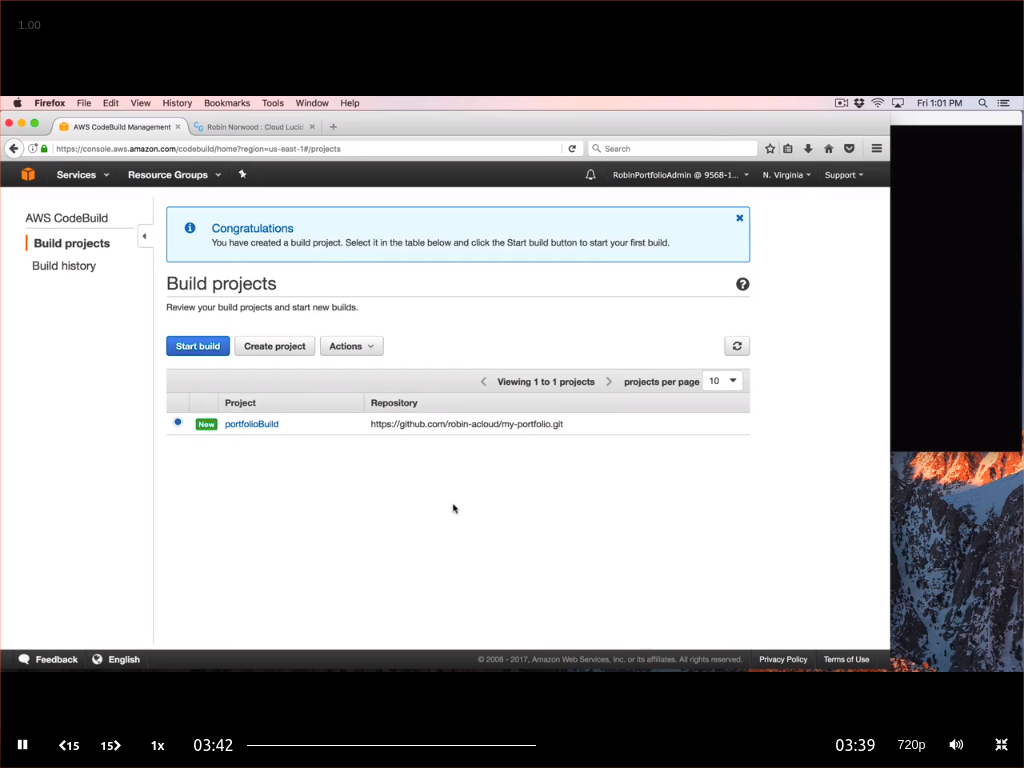 1.00
Firefox File Edit View History Bookmarks Tools Window Help Fri 1:01 PM
AWS CodeBuild Management × Robin Norwood : Cloud Lucid ×
https://console.aws.amazon.com/codebuild/home?region=us-east-1#/projects Search
Services Resource Groups RobinPortfolioAdmin @ 9568-1... N. Virginia Support
AWS CodeBuild
Build projects
Build history
Congratulations
You have created a build project. Select it in the table below and click the Start build button to start your first build.
Build projects
Review your build projects and start new builds.
Start build Create project Actions
Viewing 1 to 1 projects projects per page 10
Project Repository
New portfolioBuild https://github.com/robin-acloud/my-portfolio.git
Feedback English © 2008 - 2017, Amazon Web Services, Inc. or its affiliates. All rights reserved. Privacy Policy Terms of Use
15 15 1x 03:42 03:39 720p